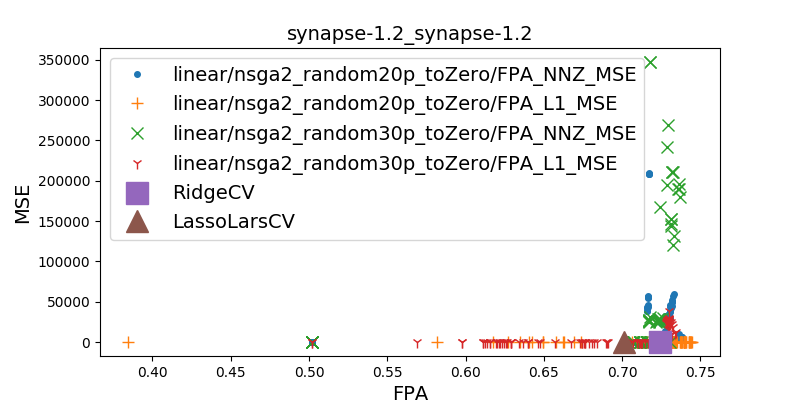 synapse-1.2_synapse-1.2
350000
300000
250000
200000
150000
100000
50000
0
MSE
linear/nsga2_random20p_toZero/FPA_NNZ_MSE
linear/nsga2_random20p_toZero/FPA_L1_MSE
linear/nsga2_random30p_toZero/FPA_NNZ_MSE
linear/nsga2_random30p_toZero/FPA_L1_MSE
RidgeCV
LassoLarsCV
0.40 0.45 0.50 0.55 0.60 0.65 0.70 0.75
FPA